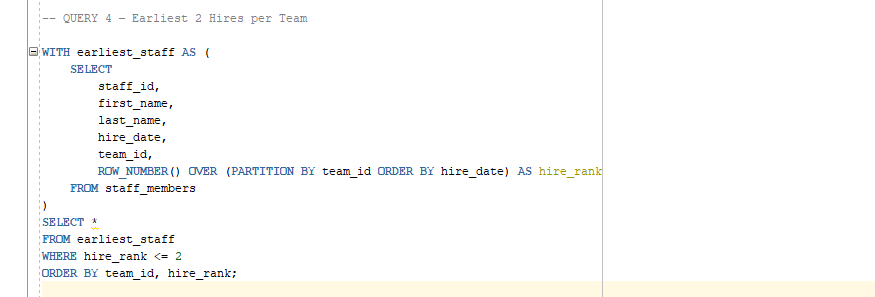 -- QUERY 4 – Earliest 2 Hires per Team
WITH earliest_staff AS (
SELECT
staff_id,
first_name,
last_name,
hire_date,
team_id,
ROW_NUMBER() OVER (PARTITION BY team_id ORDER BY hire_date) AS hire_rank
FROM staff_members
)
SELECT *
FROM earliest_staff
WHERE hire_rank <= 2
ORDER BY team_id, hire_rank;